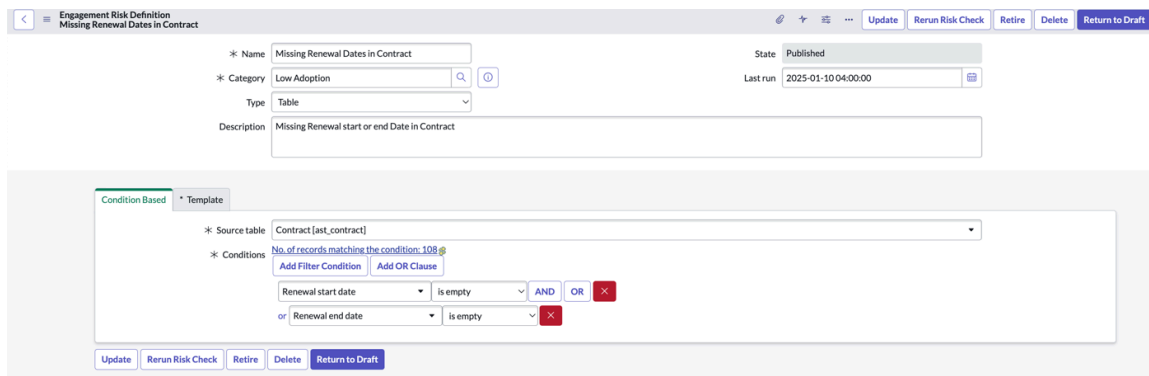 Engagement Risk Definition
Missing Renewal Dates in Contract
Update Rerun Risk Check Retire Delete Return to Draft
* Name Missing Renewal Dates in Contract
State Published
* Category Low Adoption
Last run 2025-01-10 04:00:00
Type Table
Description Missing Renewal start or end Date in Contract
Condition Based * Template
* Source table Contract [ast_contract]
* Conditions No. of records matching the condition: 108
Add Filter Condition Add OR Clause
Renewal start date is empty AND OR
or Renewal end date is empty
Update Rerun Risk Check Retire Delete Return to Draft